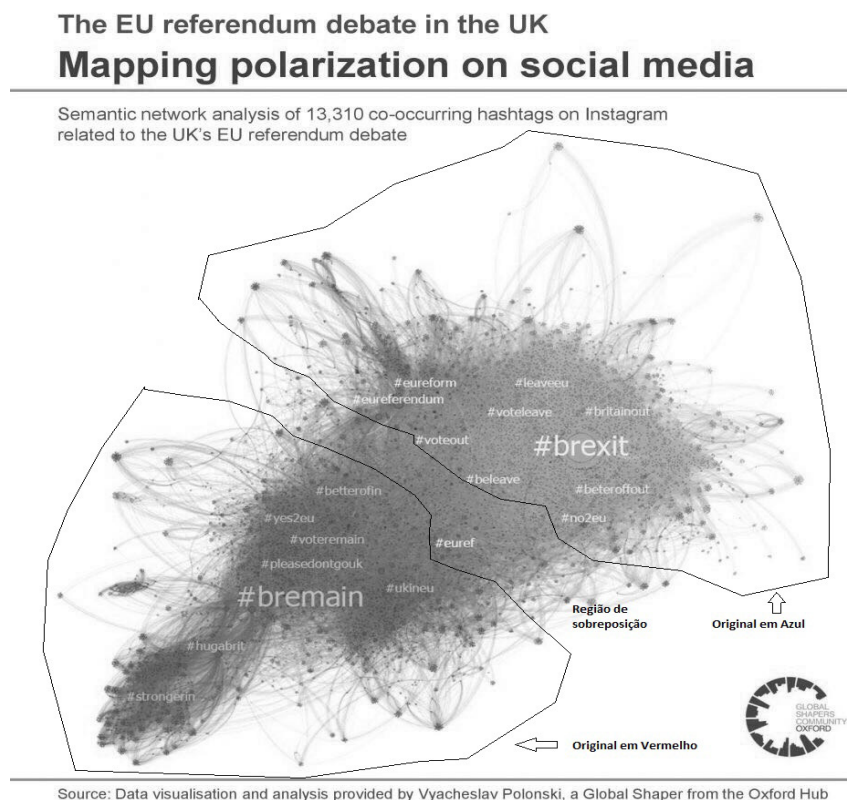 The EU referendum debate in the UK
Mapping polarization on social media
Semantic network analysis of 13,310 co-occurring hashtags on Instagram
related to the UK's EU referendum debate
#eureform
#leaveeu
#eureferendum
#voteleave
#britainout
#voteout
#brexit
#beleave
#betterofin
#beteroffout
#yes2eu
#no2eu
#voteremain
#euref
#pleasedontgouk
#bremain
#ukineu
Região de
sobreposição
Original em Azul
#hugabrit
#strongerin
GLOBAL
SHAPERS
COMMUNITY
OXFORD
Original em Vermelho
Source: Data visualisation and analysis provided by Vyacheslav Polonski, a Global Shaper from the Oxford Hub